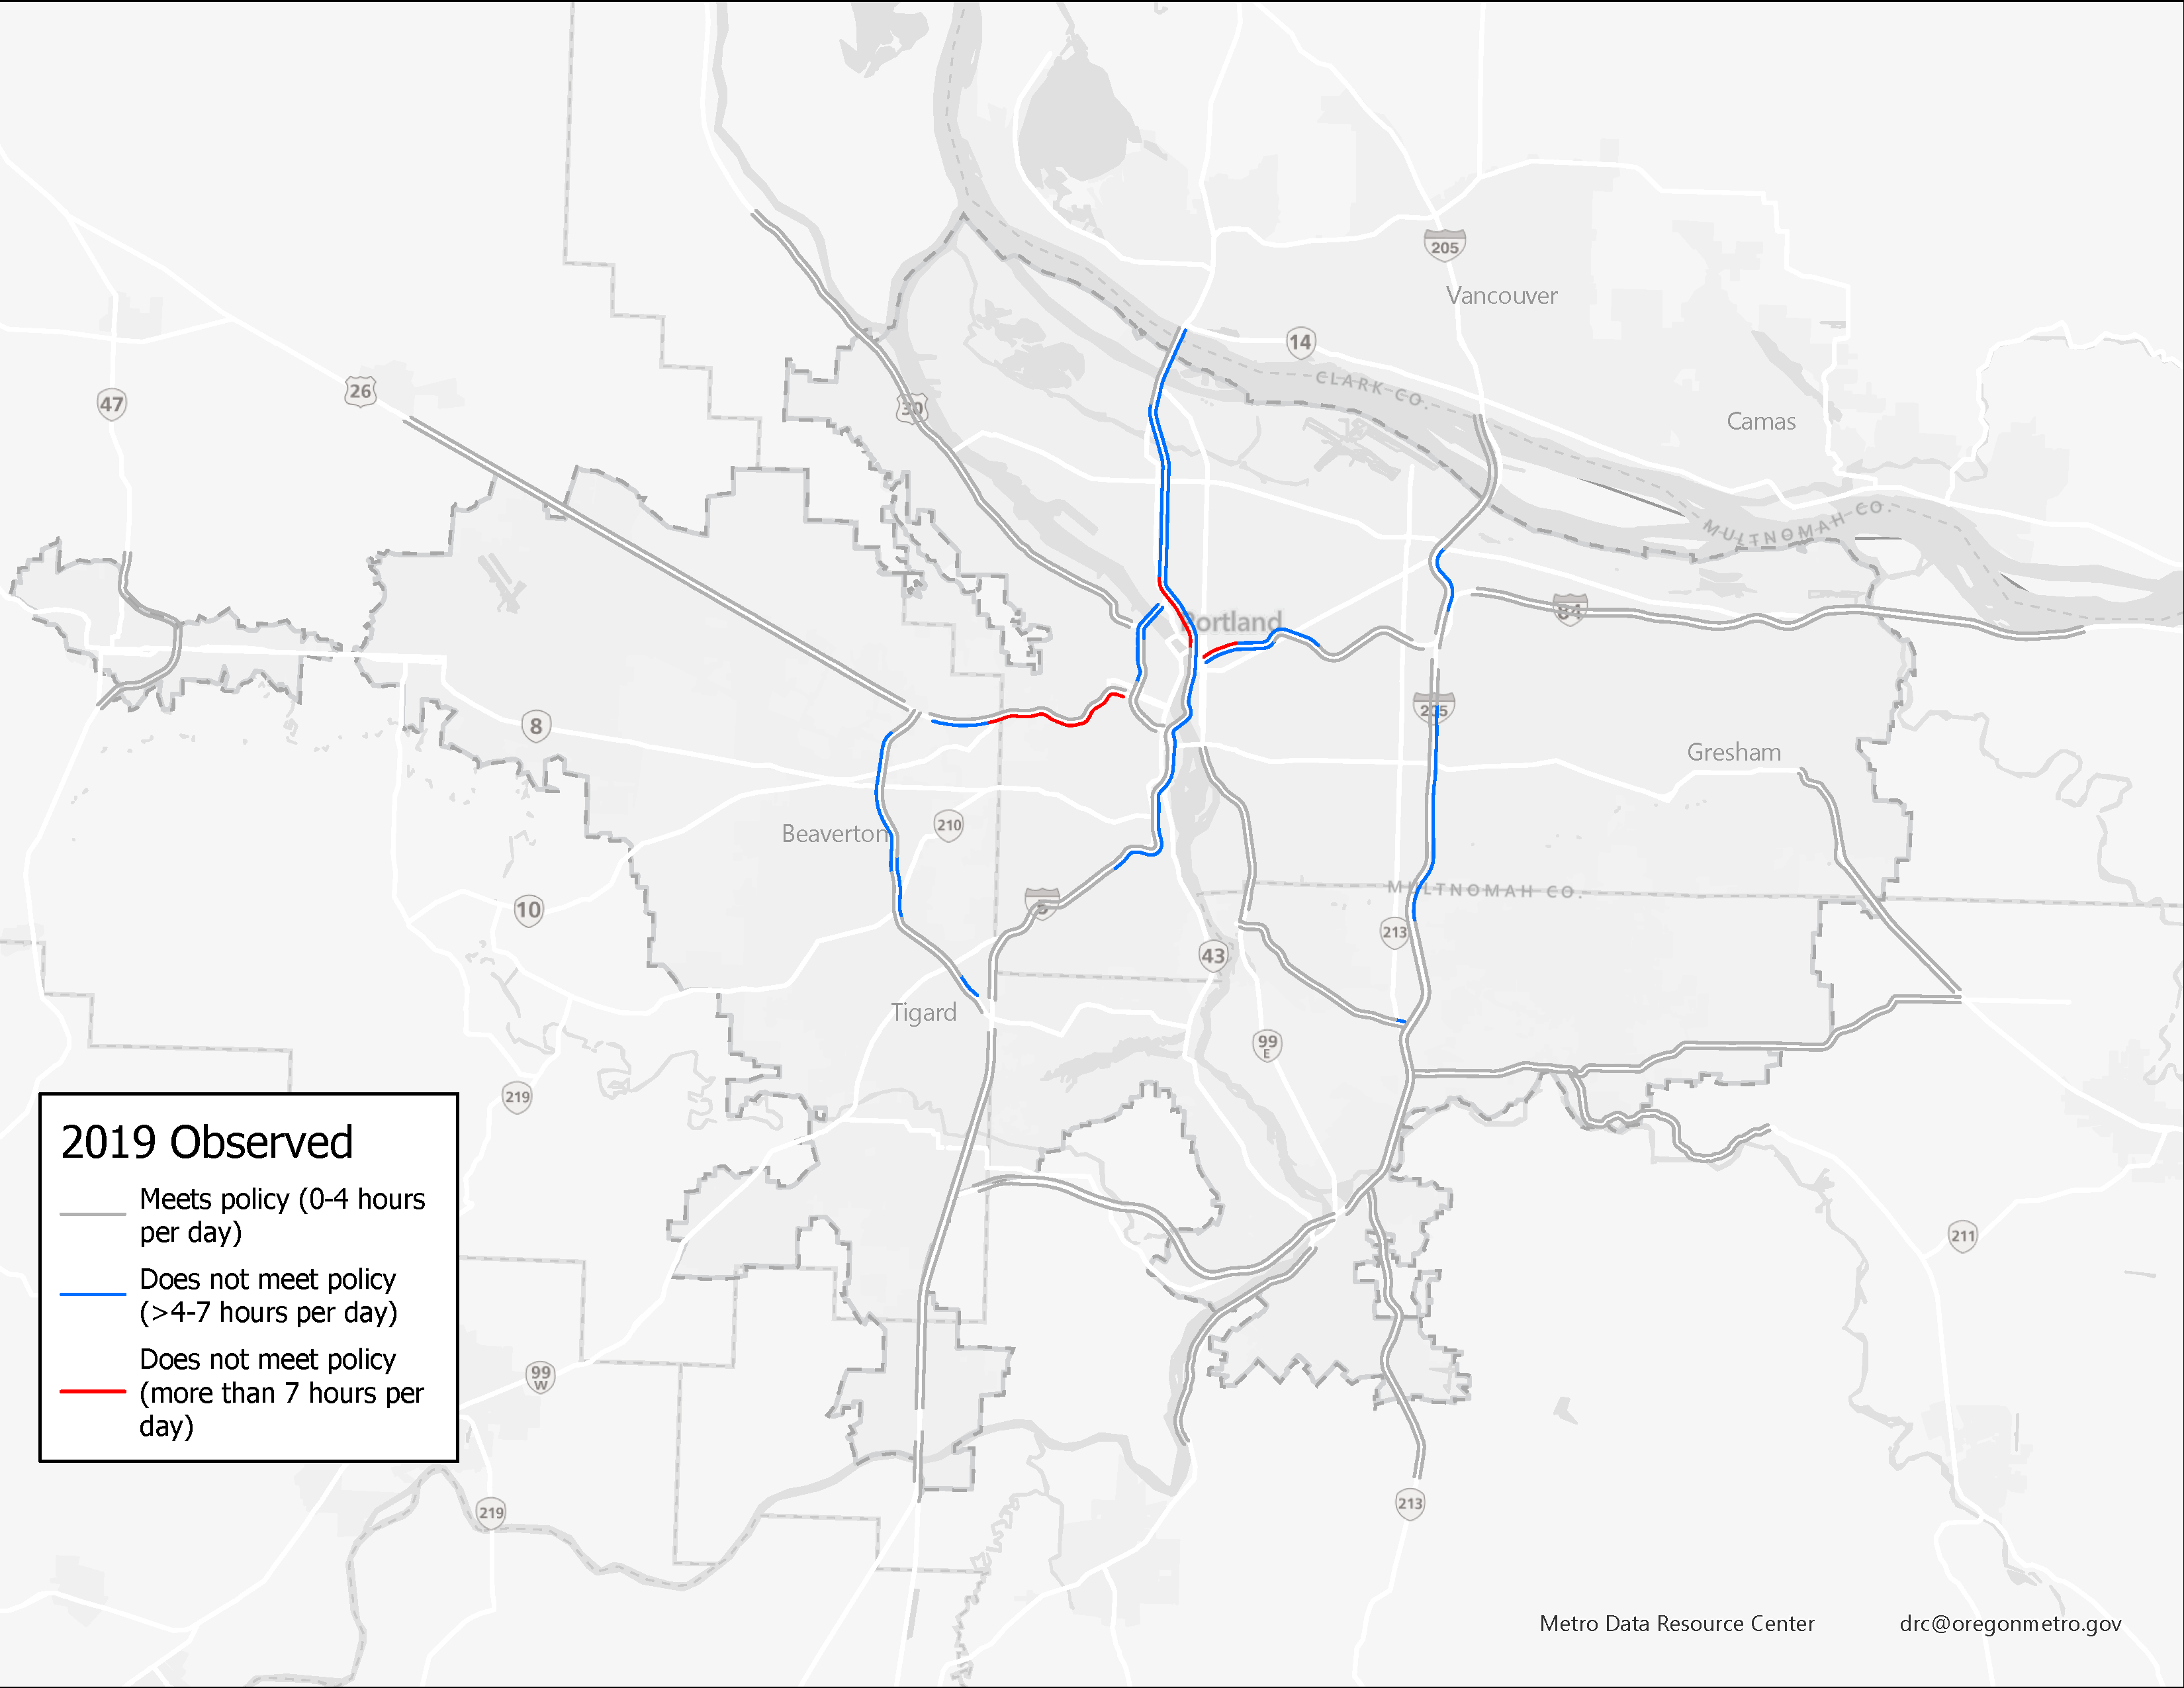 205
Vancouver
14
CLARK CO.
26
47
30
Camas
MULTNOMAH CO.
84
Portland
205
8
Gresham
210
Beaverton
MULTNOMAH CO.
5
10
213
43
Tigard
99
E
219
2019 Observed
Meets policy (0-4 hours
per day)
Does not meet policy
(>4-7 hours per day)
Does not meet policy
(more than 7 hours per
day)
211
99
W
213
219
Metro Data Resource Center
drc@oregonmetro.gov